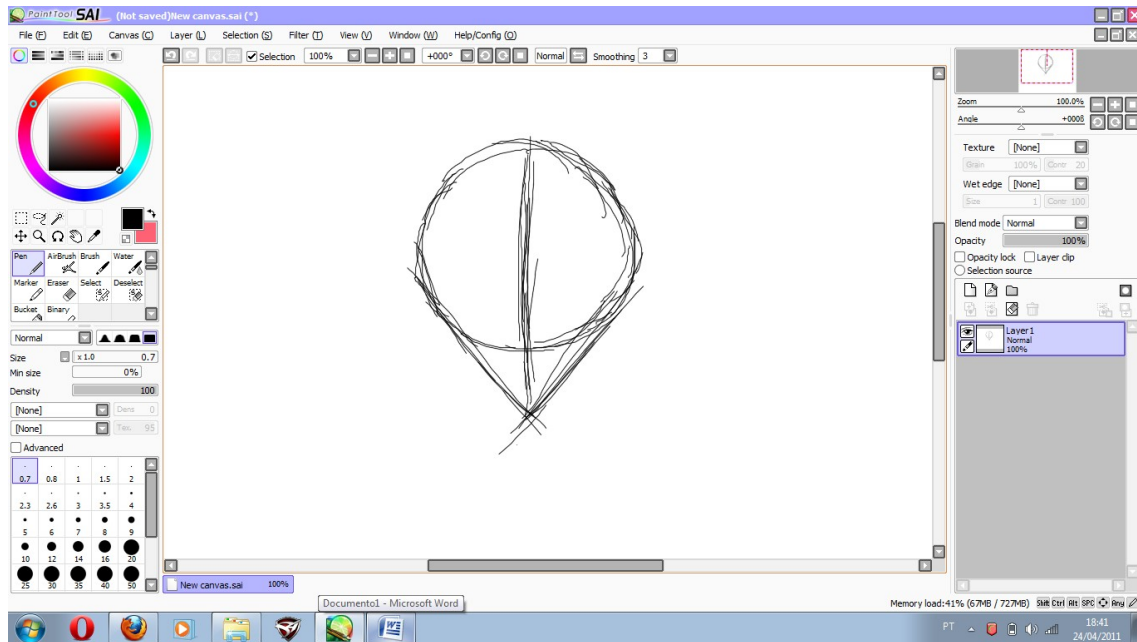 PaintTool SAI (Not saved)New canvas.sai (*)
File (F) Edit (E) Canvas (C) Layer (L) Selection (S) Filter (T) View (V) Window (W) Help/Config (O)
Selection 100% +000° Normal Smoothing 3
Zoom 100.0%
Angle
Texture [None]
Grain 100% Contr 20
Wet edge [None]
Size 1 Contr 100
Blend mode Normal
Opacity 100%
Opacity lock Layer clip
Selection source
Layer1
Normal
100%
Pen AirBrush Brush Water
Marker Eraser Select Deselect
Bucket Binary
Normal
Size x 1.0 0.7
Min size 0%
Density 100
[None] Dens 0
[None] Tex. 95
Advanced
0.7 0.8 1 1.5 2
2.3 2.6 3 3.5 4
5 6 7 8 9
10 12 14 16 20
25 30 35 40 50
New canvas.sai 100%
Documento1 - Microsoft Word
Memory load:41% (67MB / 727MB) Shift Ctrl Alt SPC Any
PT 18:41
24/04/2011